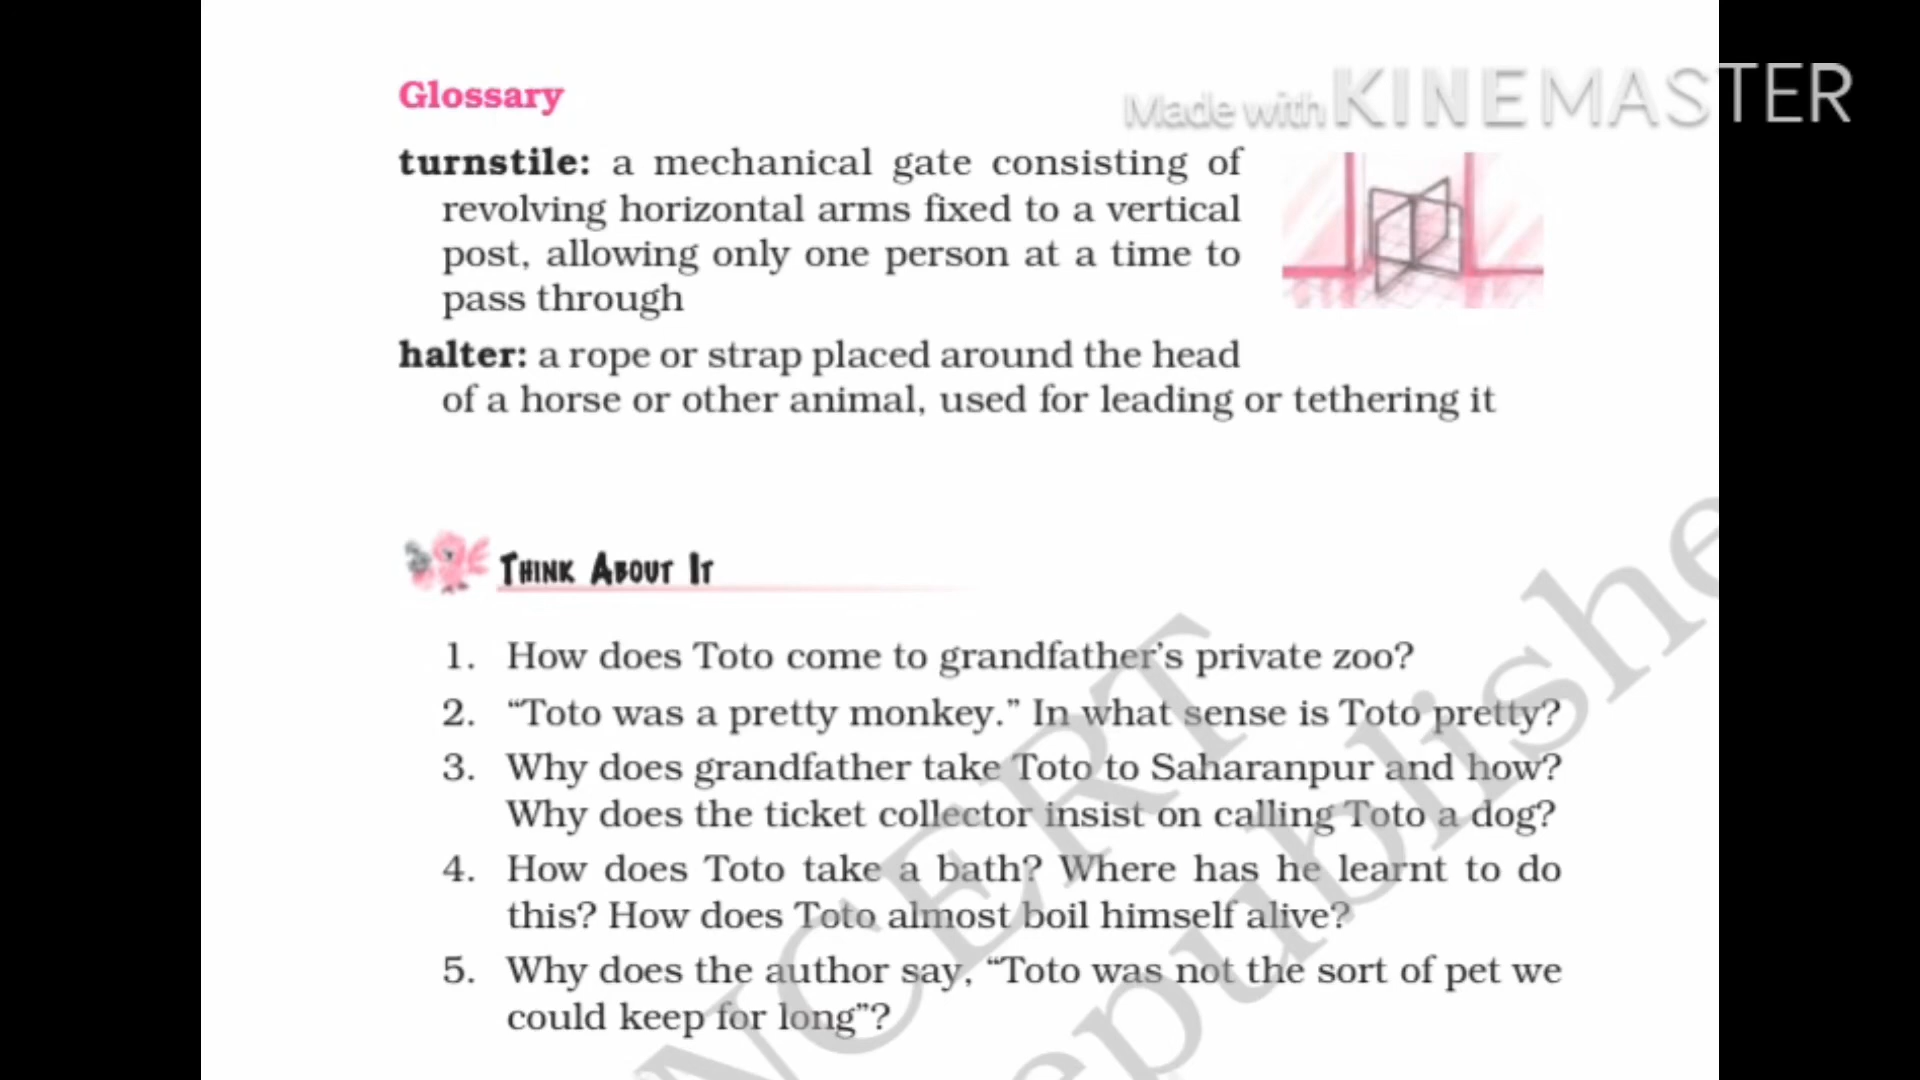 Glossary
Made with KINEMASTER
turnstile: a mechanical gate consisting of
revolving horizontal arms fixed to a vertical
post, allowing only one person at a time to
pass through
halter: a rope or strap placed around the head
of a horse or other animal, used for leading or tethering it
THINK ABOUT IT
1. How does Toto come to grandfather's private zoo?
2. “Toto was a pretty monkey.” In what sense is Toto pretty?
3. Why does grandfather take Toto to Saharanpur and how?
Why does the ticket collector insist on calling Toto a dog?
4. How does Toto take a bath? Where has he learnt to do
this? How does Toto almost boil himself alive?
5. Why does the author say, “Toto was not the sort of pet we
could keep for long”?
NCERT
epublishe